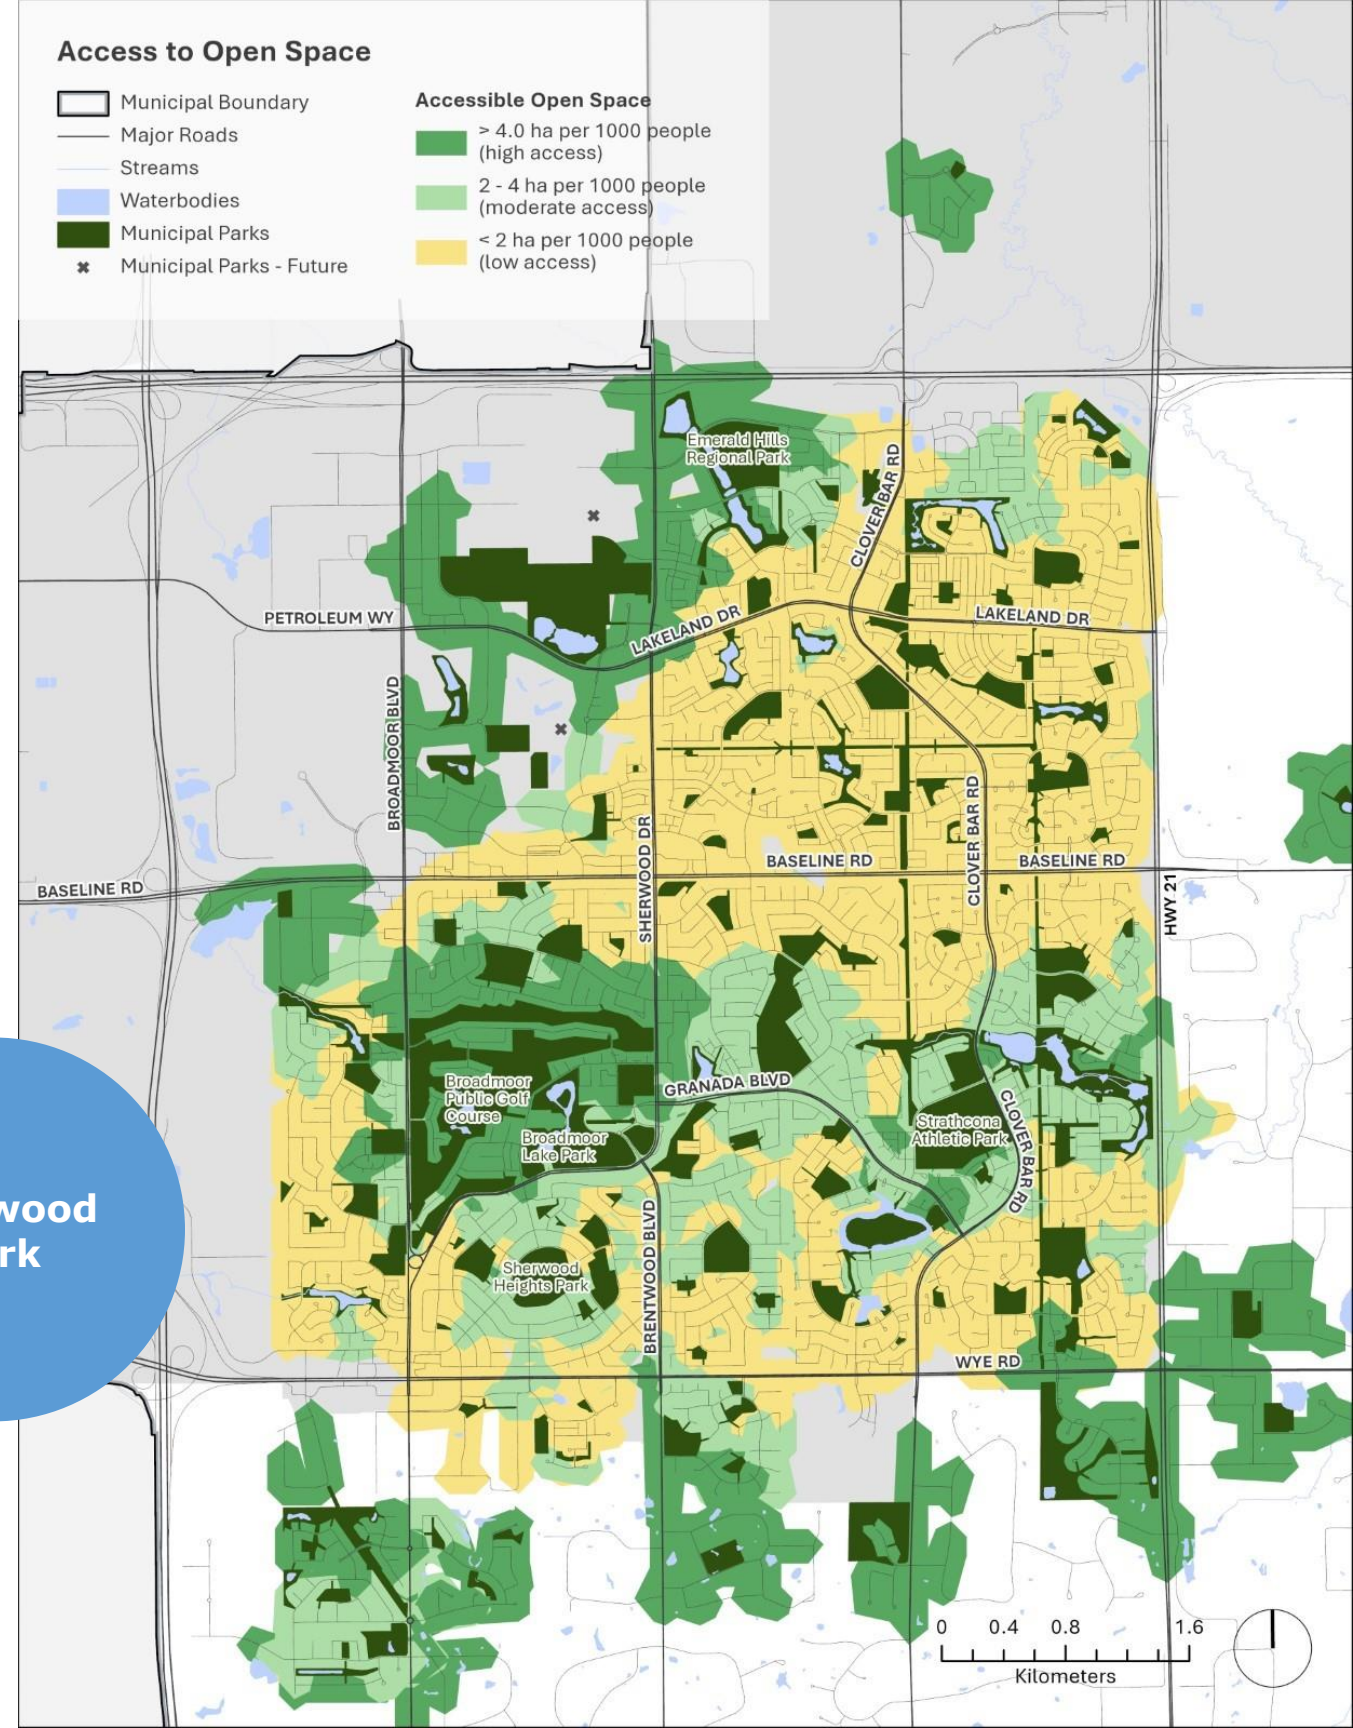 Access to Open Space
Municipal Boundary
Major Roads
Streams
Waterbodies
Municipal Parks
Municipal Parks - Future
Accessible Open Space
> 4.0 ha per 1000 people
(high access)
2 - 4 ha per 1000 people
(moderate access)
< 2 ha per 1000 people
(low access)
Emerald Hills
Regional Park
CLOVER BAR RD
PETROLEUM WY
LAKELAND DR
LAKELAND DR
BROADMOOR BLVD
SHERWOOD DR
CLOVER BAR RD
BASELINE RD
BASELINE RD
BASELINE RD
HWY 21
Broadmoor
Public Golf
Course
Broadmoor
Lake Park
GRANADA BLVD
Strathcona
Athletic Park
CLOVER BAR RD
wood
rk
Sherwood
Heights Park
BRENTWOOD BLVD
WYE RD
0 0.4 0.8 1.6
Kilometers